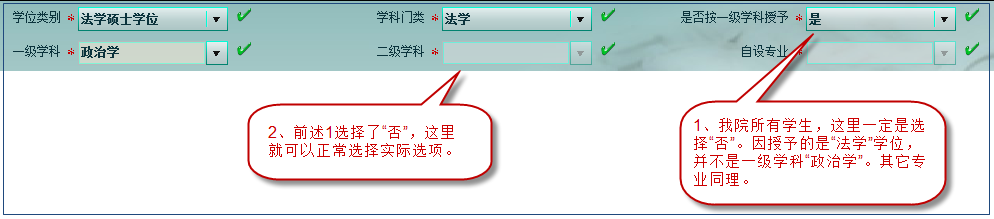 学位类别 * 法学硕士学位 学科门类 * 法学 是否按一级学科授予 * 是
一级学科 * 政治学 二级学科 * 自设专业 *
2、前述1选择了“否”，这里
就可以正常选择实际选项。
1、我院所有学生，这里一定是选
择“否”。因授予的是“法学”学位，
并不是一级学科“政治学”。其它专
业同理。